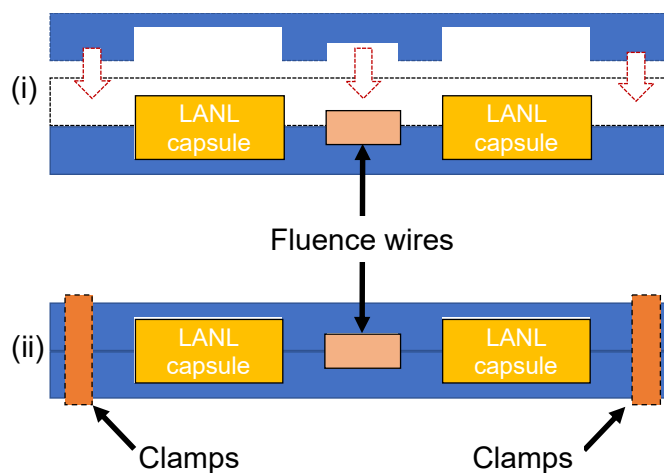 (i)
LANL
capsule
LANL
capsule
Fluence wires
(ii)
LANL
capsule
LANL
capsule
Clamps
Clamps